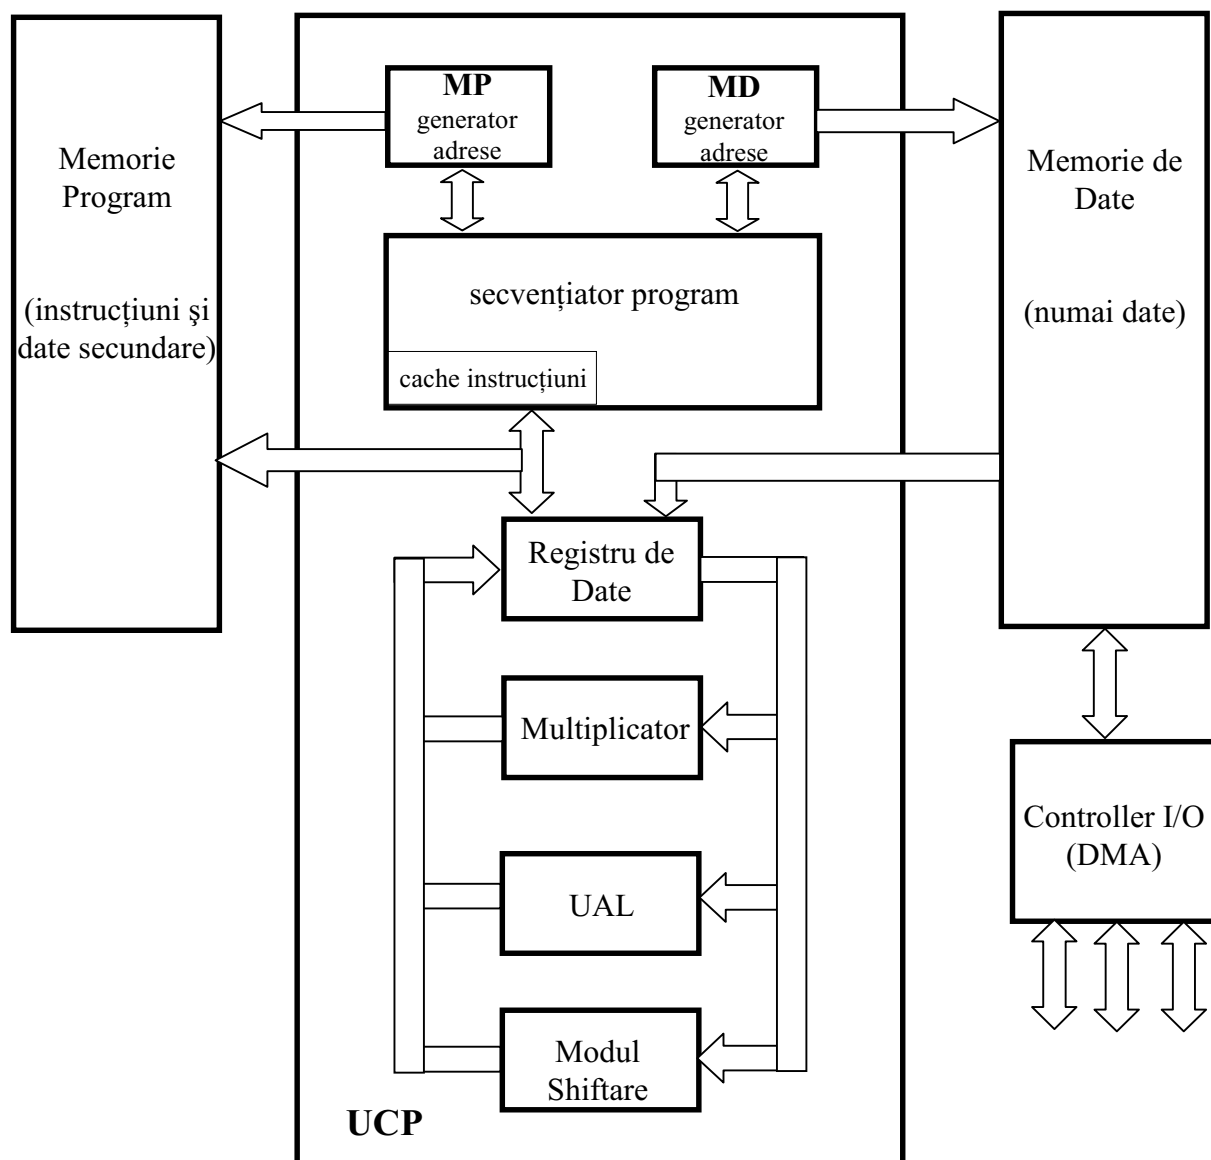 MP
generator
adrese
MD
generator
adrese
Memorie
Program
(instrucțiuni şi
date secundare)
Memorie de
Date
(numai date)
secvențiator program
cache instrucțiuni
Registru de
Date
Multiplicator
UAL
Modul
Shiftare
Controller I/O
(DMA)
UCP